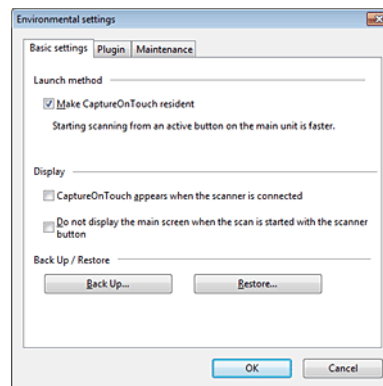 Environmental settings
Basic settings Plugin Maintenance
Launch method
Make CaptureOnTouch resident
Starting scanning from an active button on the main unit is faster.
Display
CaptureOnTouch appears when the scanner is connected
Do not display the main screen when the scan is started with the scanner
button
Back Up / Restore
Back Up... Restore...
OK Cancel